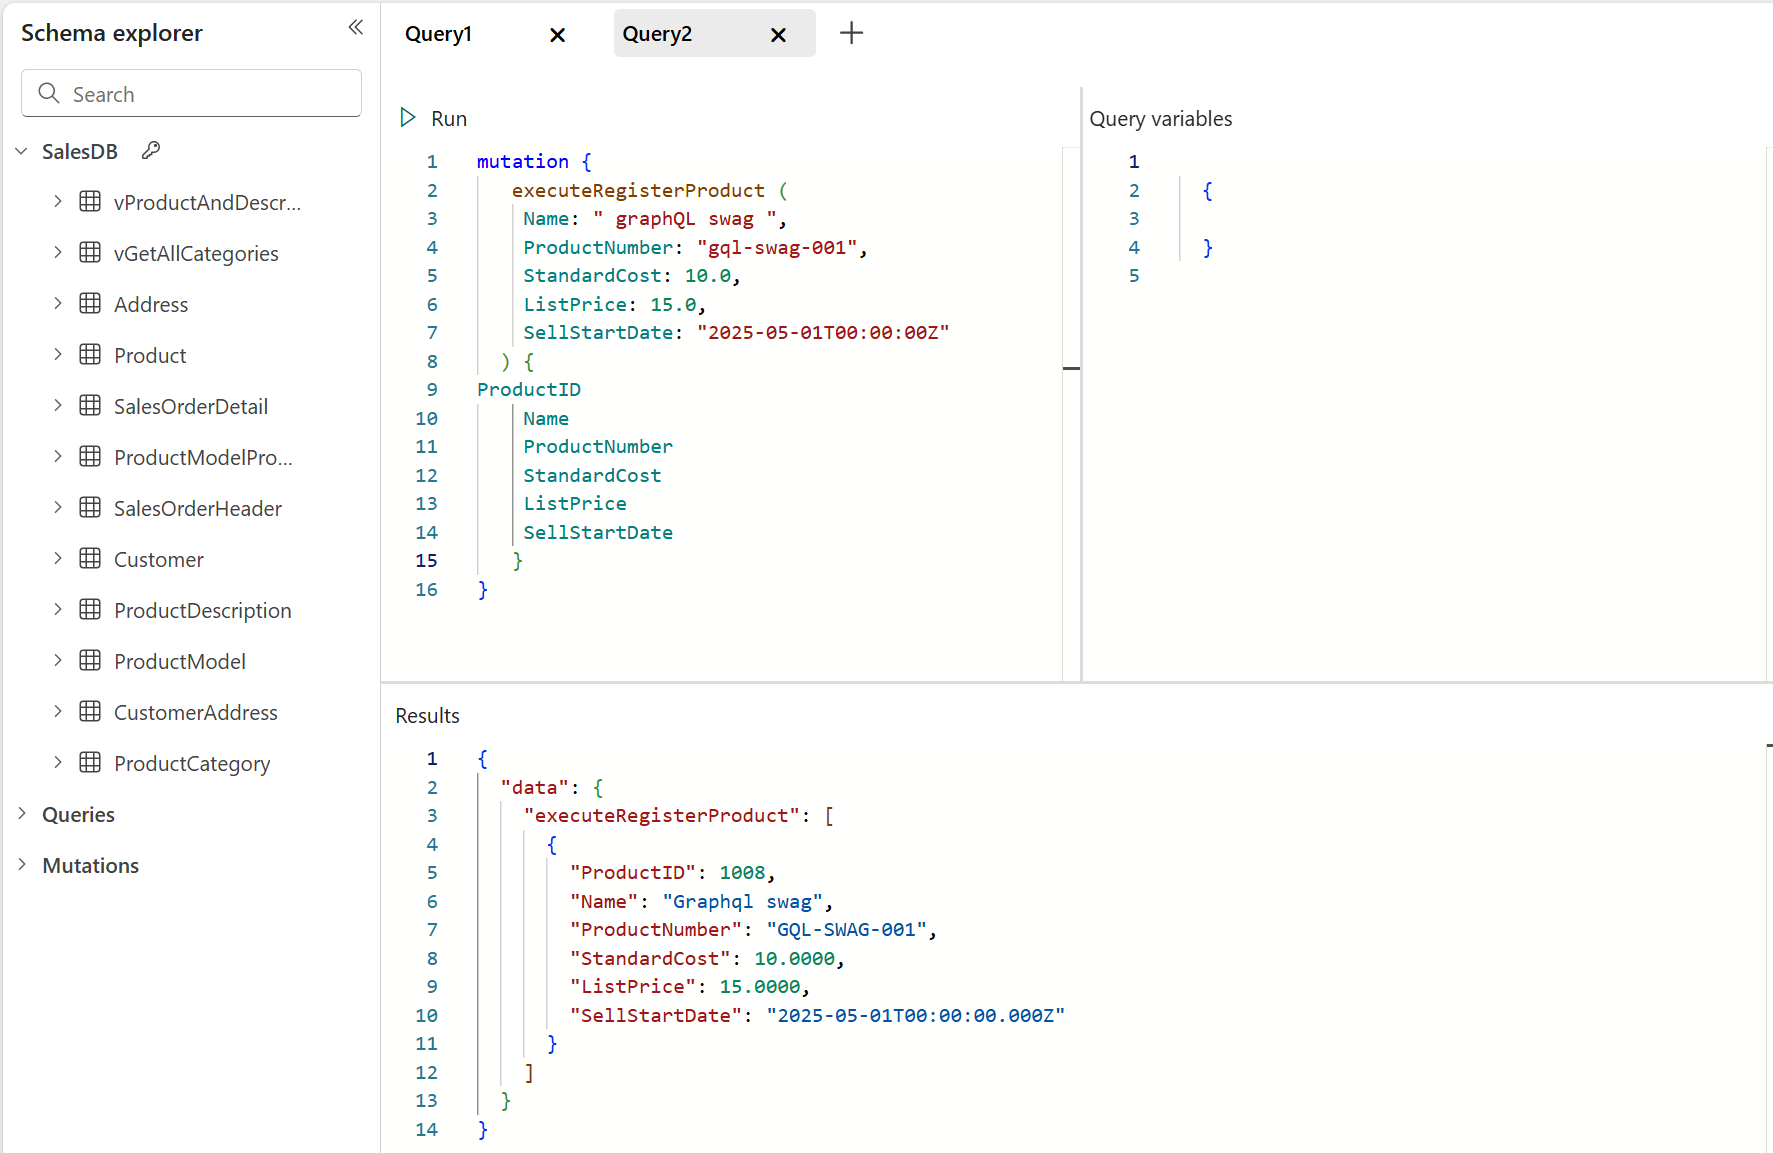 Schema explorer
Search
SalesDB
vProductAndDescr...
vGetAllCategories
Address
Product
SalesOrderDetail
ProductModelPro...
SalesOrderHeader
Customer
ProductDescription
ProductModel
CustomerAddress
ProductCategory
Queries
Mutations
Query1
Query2
Run
1 mutation {
2 executeRegisterProduct (
3 Name: " graphQL swag ",
4 ProductNumber: "gql-swag-001",
5 StandardCost: 10.0,
6 ListPrice: 15.0,
7 SellStartDate: "2025-05-01T00:00:00Z"
8 ) {
9 ProductID
10 Name
11 ProductNumber
12 StandardCost
13 ListPrice
14 SellStartDate
15 }
16 }
Query variables
1
2 {
3
4 }
5
Results
1 {
2 "data": {
3 "executeRegisterProduct": [
4 {
5 "ProductID": 1008,
6 "Name": "Graphql swag",
7 "ProductNumber": "GQL-SWAG-001",
8 "StandardCost": 10.0000,
9 "ListPrice": 15.0000,
10 "SellStartDate": "2025-05-01T00:00:00.000Z"
11 }
12 ]
13 }
14 }